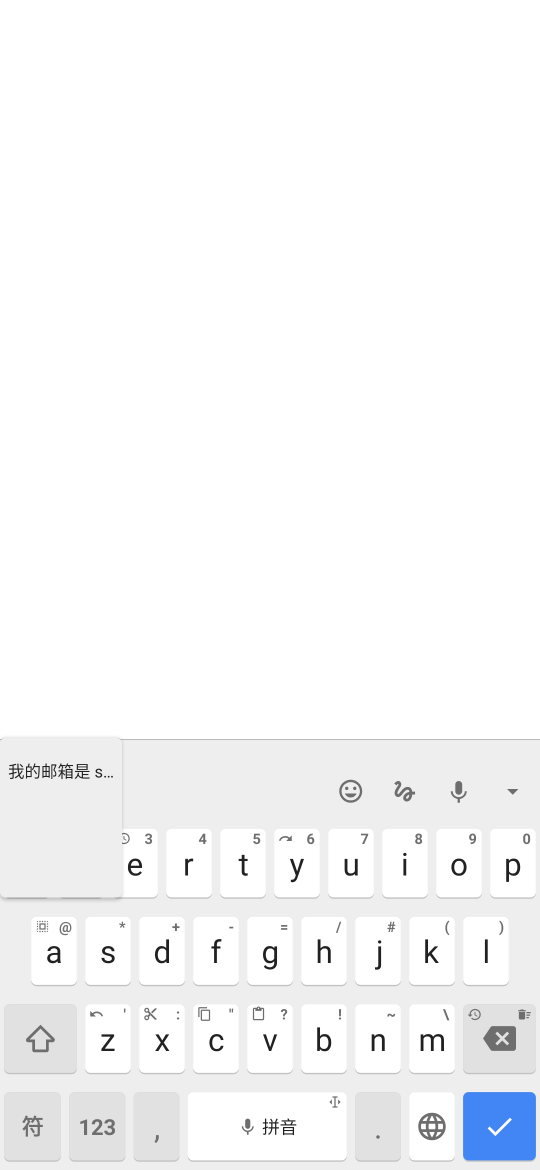 我的邮箱是 s...
3 4 5 6 7 8 9 0
e r t y u i o p
@ * + - = / # ( )
a s d f g h j k l
' : " ? ! ~ \
z x c v b n m
符 123 , 拼音 .